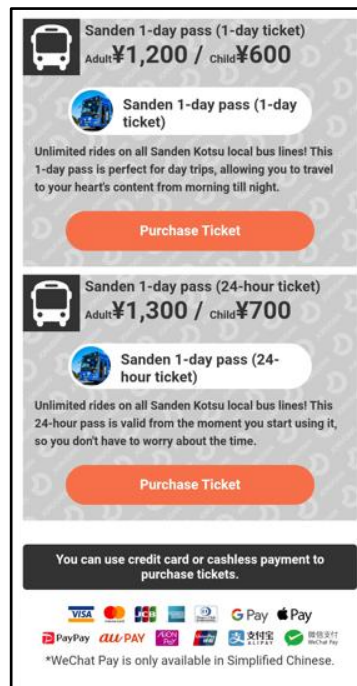 Sanden 1-day pass (1-day ticket)
Adult¥1,200 / Child¥600
Sanden 1-day pass (1-day
ticket)
Unlimited rides on all Sanden Kotsu local bus lines! This
1-day pass is perfect for day trips, allowing you to travel
to your heart's content from morning till night.
Purchase Ticket
Sanden 1-day pass (24-hour ticket)
Adult¥1,300 / Child¥700
Sanden 1-day pass (24-
hour ticket)
Unlimited rides on all Sanden Kotsu local bus lines! This
24-hour pass is valid from the moment you start using it,
so you don't have to worry about the time.
Purchase Ticket
You can use credit card or cashless payment to
purchase tickets.
VISA JCB G Pay Pay
PayPay au PAY AEON Pay 支付宝 ALIPAY 微信支付 WeChat Pay
*WeChat Pay is only available in Simplified Chinese.